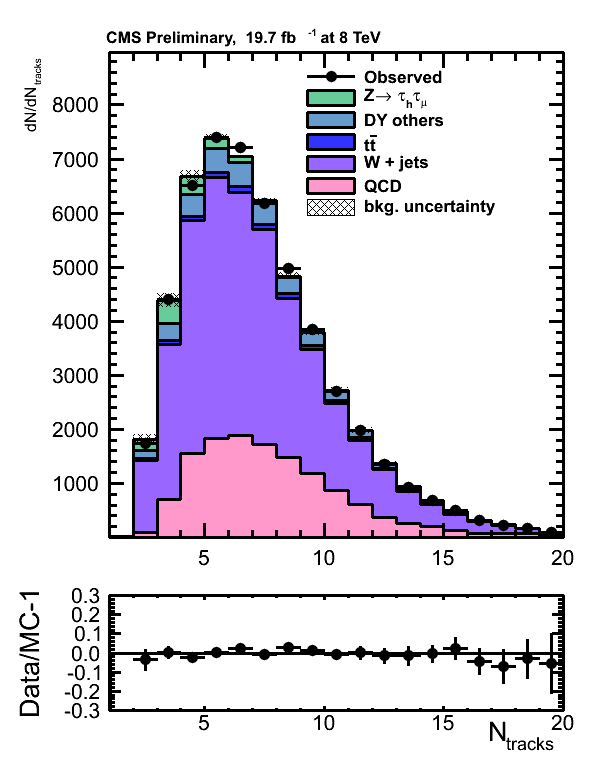 CMS Preliminary, 19.7 fb -1 at 8 TeV
dN/dNtracks
Observed
Z→ τhτμ
DY others
tt̄
W + jets
QCD
bkg. uncertainty
8000
7000
6000
5000
4000
3000
2000
1000
5 10 15 20
Data/MC-1
0.3
0.2
0.1
0.0
-0.1
-0.2
-0.3
5 10 15 20
Ntracks